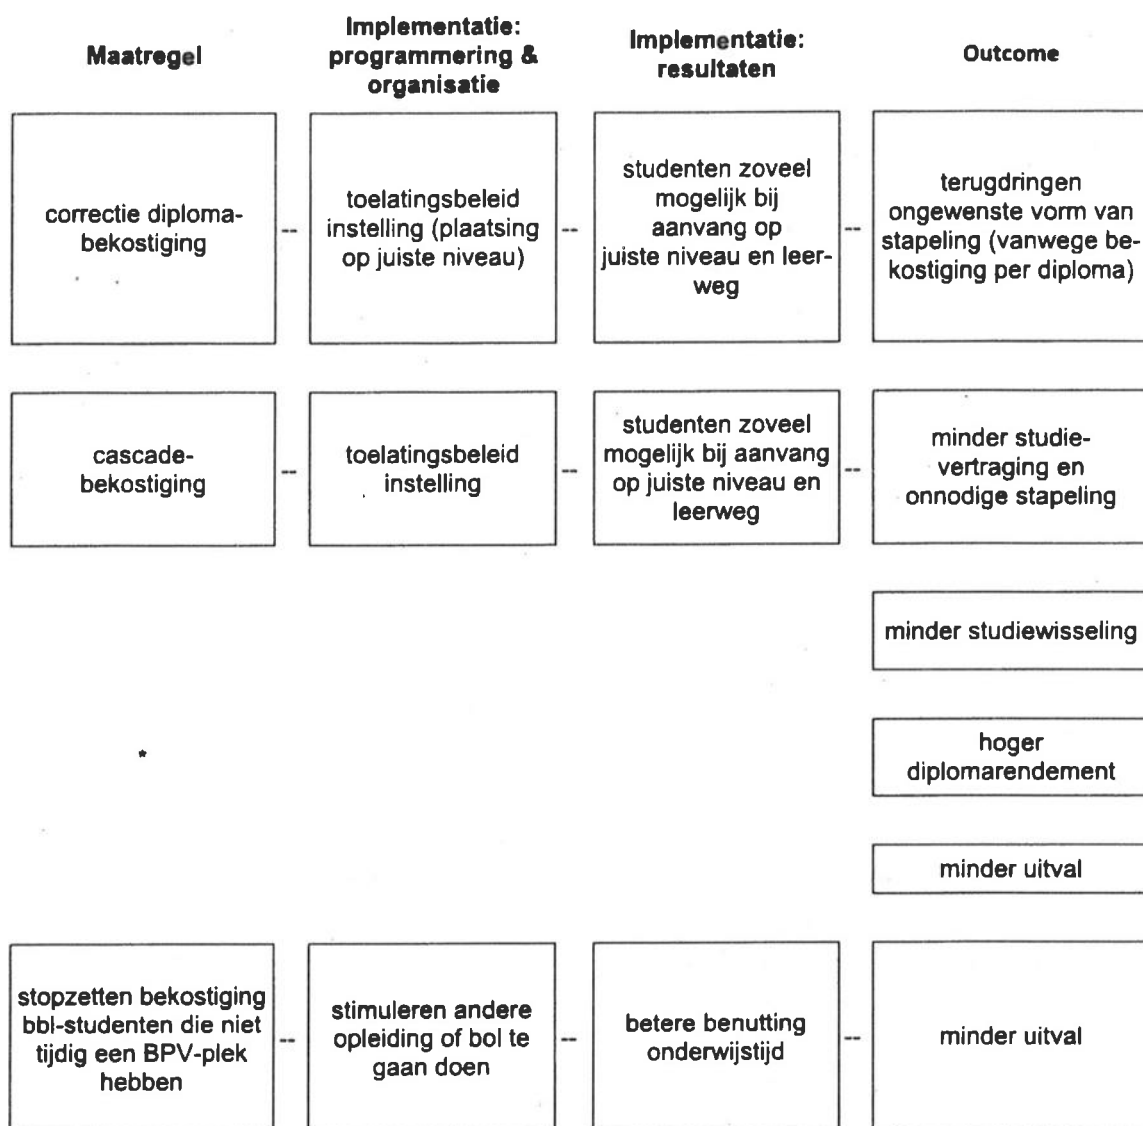 Maatregel
Implementatie:
programmering &
organisatie
Implementatie:
resultaten
Outcome
correctie diploma-
bekostiging
--
toelatingsbeleid
instelling (plaatsing
op juiste niveau)
--
studenten zoveel
mogelijk bij
aanvang op
juiste niveau en leer-
weg
--
terugdringen
ongewenste vorm van
stapeling (vanwege be-
kostiging per diploma)
cascade-
bekostiging
--
toelatingsbeleid
instelling
--
studenten zoveel
mogelijk bij aanvang
op juiste niveau en
leerweg
--
minder studie-
vertraging en
onnodige stapeling
minder studiewisseling
*
hoger
diplomarendement
minder uitval
stopzetten bekostiging
bbl-studenten die niet
tijdig een BPV-plek
hebben
--
stimuleren andere
opleiding of bol te
gaan doen
--
betere benutting
onderwijstijd
--
minder uitval